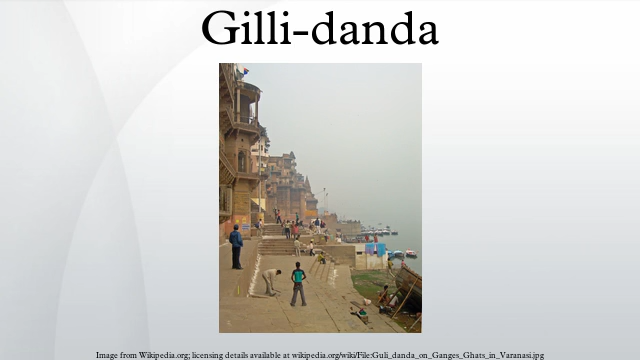 Gilli-danda
Image from Wikipedia.org; licensing details available at wikipedia.org/wiki/File:Guli_danda_on_Ganges_Ghats_in_Varanasi.jpg